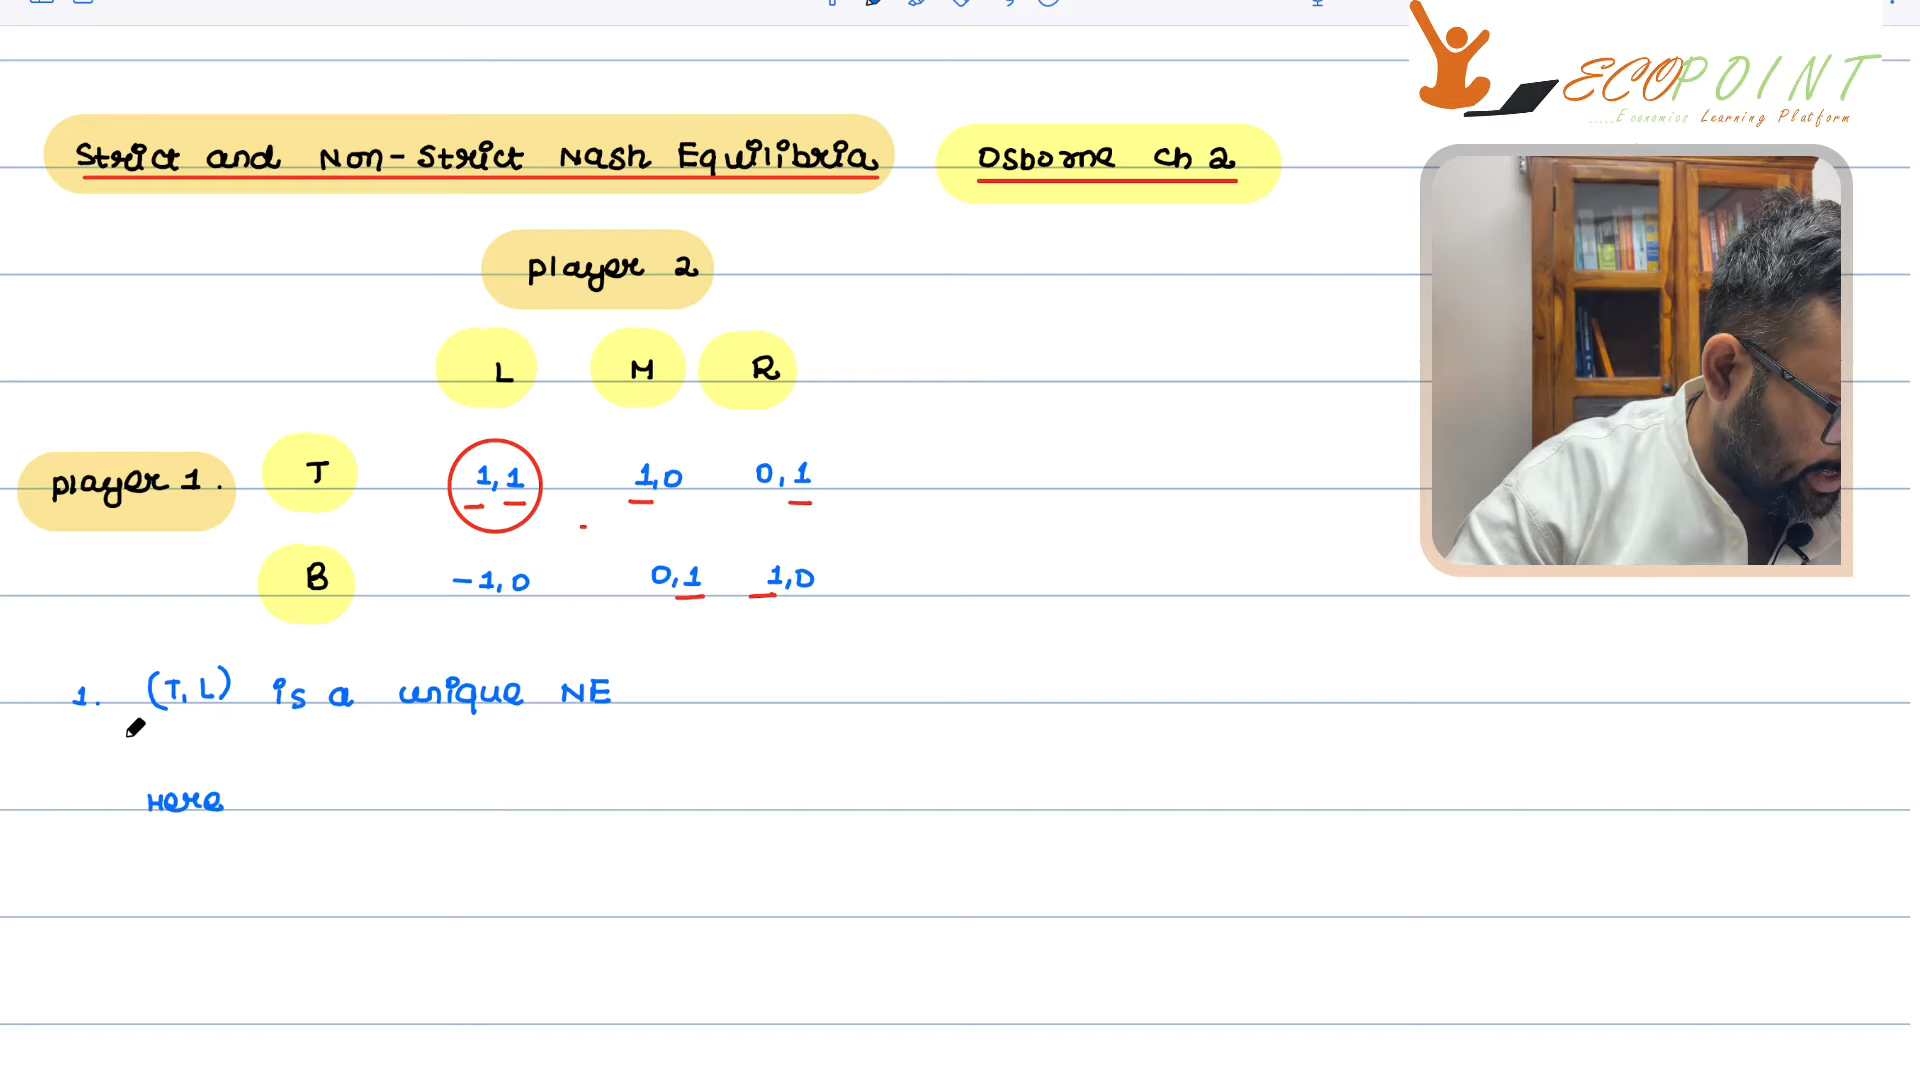 ECOPOINT
.....Economics Learning Platform
Strict and Non-Strict Nash Equilibria
Osborne Ch 2
player 2
L M R
player 1. T 1,1 1,0 0,1
B -1,0 0,1 1,0
1. (T, L) is a unique NE
Here